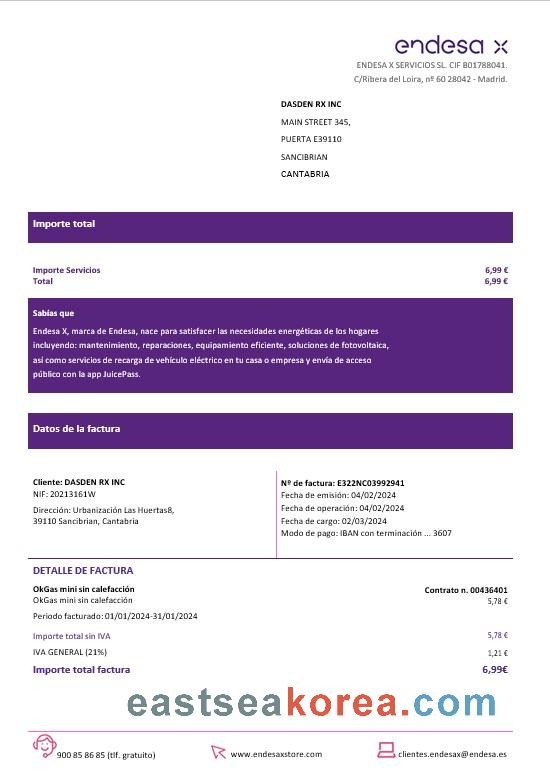 endesa x
ENDESA X SERVICIOS SL. CIF B01788041.
C/Ribera del Loira, nº 60 28042 - Madrid.
DASDEN RX INC
MAIN STREET 345,
PUERTA E39110
SANCIBRIAN
CANTABRIA
Importe total
Importe Servicios 6,99 €
Total 6,99 €
Sabías que
Endesa X, marca de Endesa, nace para satisfacer las necesidades energéticas de los hogares
incluyendo: mantenimiento, reparaciones, equipamiento eficiente, soluciones de fotovoltaica,
así como servicios de recarga de vehículo eléctrico en tu casa o empresa y envía de acceso
público con la app JuicePass.
Datos de la factura
Cliente: DASDEN RX INC
NIF: 20213161W
Dirección: Urbanización Las Huertas8,
39110 Sancibrian, Cantabria
Nº de factura: E322NC03992941
Fecha de emisión: 04/02/2024
Fecha de operación: 04/02/2024
Fecha de cargo: 02/03/2024
Modo de pago: IBAN con terminación ... 3607
DETALLE DE FACTURA
OkGas mini sin calefacción Contrato n. 00436401
OkGas mini sin calefacción 5,78 €
Periodo facturado: 01/01/2024-31/01/2024
Importe total sin IVA 5,78 €
IVA GENERAL (21%) 1,21 €
Importe total factura 6,99€
eastseakorea.com
900 85 86 85 (tlf. gratuito) www.endesaxstore.com clientes.endesax@endesa.es